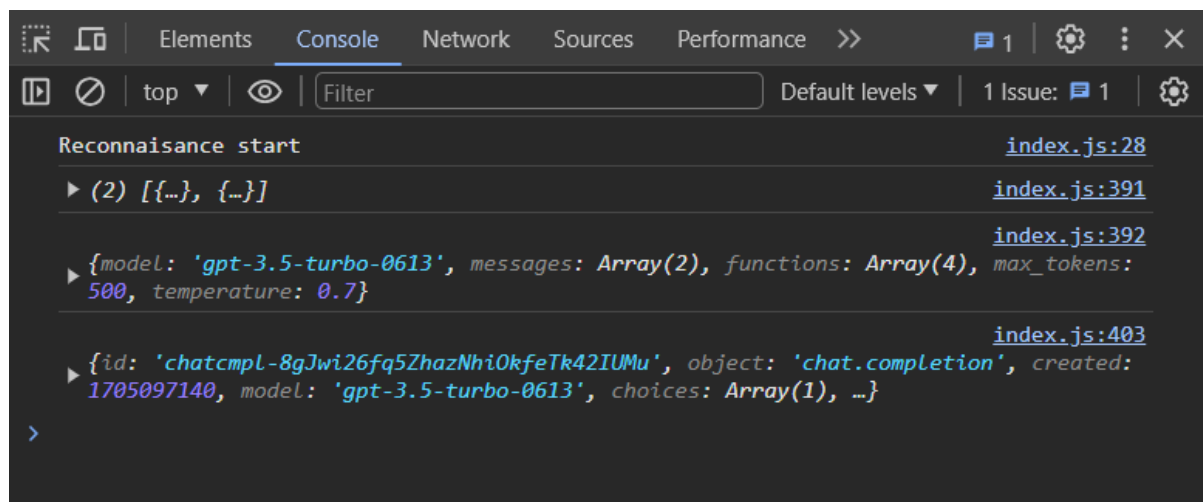 Elements Console Network Sources Performance >> 1
top ▼ Filter Default levels ▼ 1 Issue: 1
Reconnaisance start index.js:28
▶ (2) [{…}, {…}] index.js:391
index.js:392
▶ {model: 'gpt-3.5-turbo-0613', messages: Array(2), functions: Array(4), max_tokens:
500, temperature: 0.7}
index.js:403
▶ {id: 'chatcmpl-8gJwi26fq5ZhazNhiOkfeTk42IUMu', object: 'chat.completion', created:
1705097140, model: 'gpt-3.5-turbo-0613', choices: Array(1), …}
>